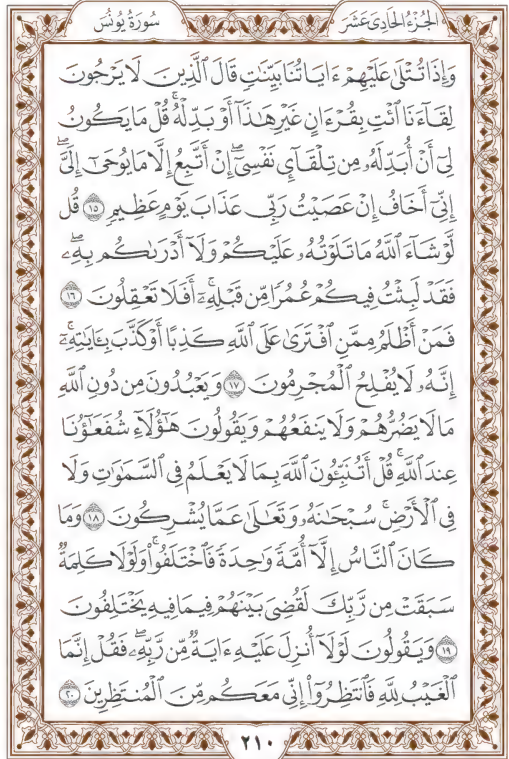 الجُزْءُ الحَادِىَ عَشَرَ
سُورَةُ يُونُس
وَإِذَا تُتْلَىٰ عَلَيْهِمْ ءَايَاتُنَا بَيِّنَٰتٍ قَالَ ٱلَّذِينَ لَا يَرْجُونَ
لِقَآءَنَا ٱئْتِ بِقُرْءَانٍ غَيْرِ هَٰذَآ أَوْ بَدِّلْهُ ۚ قُلْ مَا يَكُونُ
لِىٓ أَنْ أُبَدِّلَهُۥ مِن تِلْقَآئِ نَفْسِىٓ ۖ إِنْ أَتَّبِعُ إِلَّا مَا يُوحَىٰٓ إِلَىَّ ۖ
إِنِّىٓ أَخَافُ إِنْ عَصَيْتُ رَبِّى عَذَابَ يَوْمٍ عَظِيمٍ ١٥ قُل
لَّوْ شَآءَ ٱللَّهُ مَا تَلَوْتُهُۥ عَلَيْكُمْ وَلَآ أَدْرَىٰكُم بِهِۦ ۖ
فَقَدْ لَبِثْتُ فِيكُمْ عُمُرًا مِّن قَبْلِهِۦٓ ۚ أَفَلَا تَعْقِلُونَ ١٦
فَمَنْ أَظْلَمُ مِمَّنِ ٱفْتَرَىٰ عَلَى ٱللَّهِ كَذِبًا أَوْ كَذَّبَ بِـَٔايَٰتِهِۦٓ ۚ
إِنَّهُۥ لَا يُفْلِحُ ٱلْمُجْرِمُونَ ١٧ وَيَعْبُدُونَ مِن دُونِ ٱللَّهِ
مَا لَا يَضُرُّهُمْ وَلَا يَنفَعُهُمْ وَيَقُولُونَ هَٰٓؤُلَآءِ شُفَعَٰٓؤُنَا
عِندَ ٱللَّهِ ۚ قُلْ أَتُنَبِّـُٔونَ ٱللَّهَ بِمَا لَا يَعْلَمُ فِى ٱلسَّمَٰوَٰتِ وَلَا
فِى ٱلْأَرْضِ ۚ سُبْحَٰنَهُۥ وَتَعَٰلَىٰ عَمَّا يُشْرِكُونَ ١٨ وَمَا
كَانَ ٱلنَّاسُ إِلَّآ أُمَّةً وَٰحِدَةً فَٱخْتَلَفُوا۟ ۚ وَلَوْلَا كَلِمَةٌ
سَبَقَتْ مِن رَّبِّكَ لَقُضِىَ بَيْنَهُمْ فِيمَا فِيهِ يَخْتَلِفُونَ
١٩ وَيَقُولُونَ لَوْلَآ أُنزِلَ عَلَيْهِ ءَايَةٌ مِّن رَّبِّهِۦ ۖ فَقُلْ إِنَّمَا
ٱلْغَيْبُ لِلَّهِ فَٱنتَظِرُوٓا۟ إِنِّى مَعَكُم مِّنَ ٱلْمُنتَظِرِينَ ٢٠
٢١٠